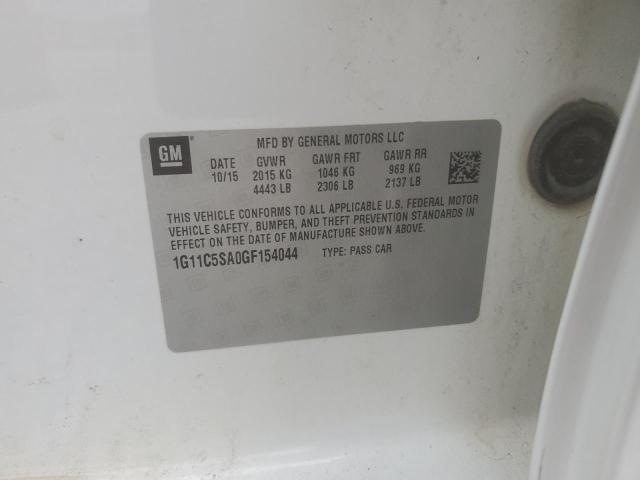 GM
MFD BY GENERAL MOTORS LLC
DATE GVWR GAWR FRT GAWR RR
10/15 2015 KG 1046 KG 969 KG
4443 LB 2306 LB 2137 LB
THIS VEHICLE CONFORMS TO ALL APPLICABLE U.S. FEDERAL MOTOR
VEHICLE SAFETY, BUMPER, AND THEFT PREVENTION STANDARDS IN
EFFECT ON THE DATE OF MANUFACTURE SHOWN ABOVE.
1G11C5SA0GF154044 TYPE: PASS CAR